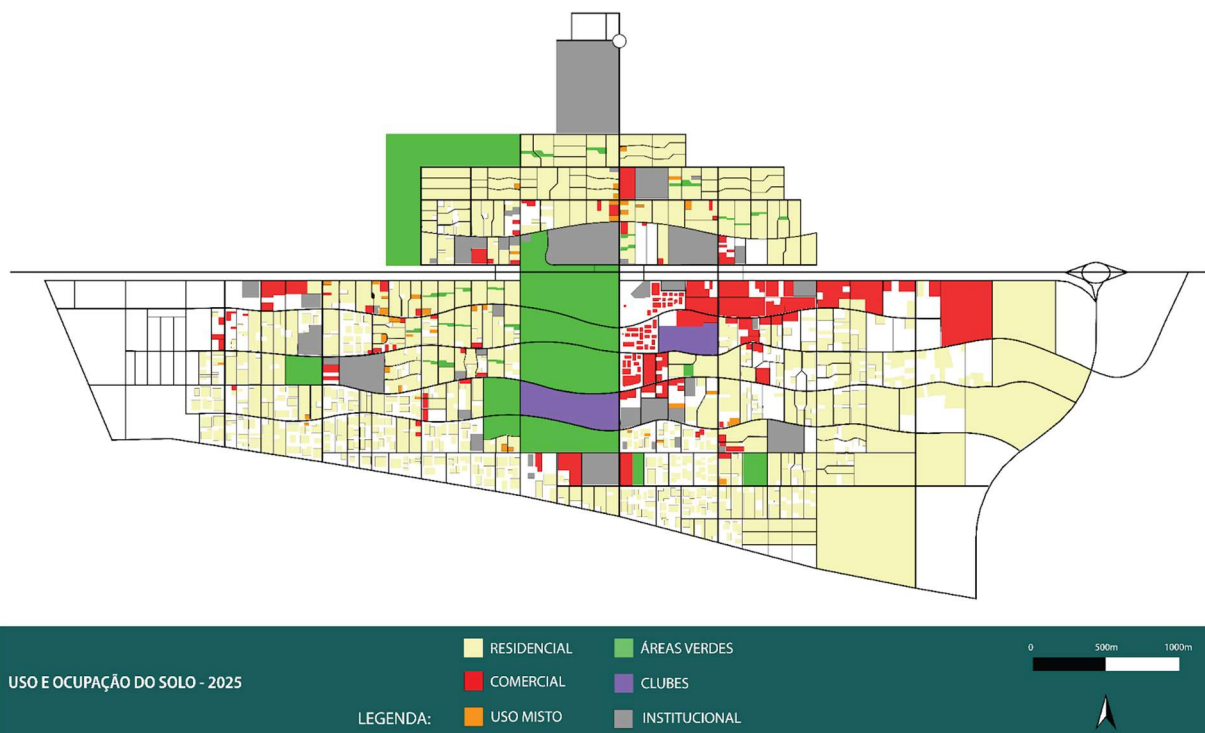 USO E OCUPAÇÃO DO SOLO - 2025
LEGENDA:
RESIDENCIAL
COMERCIAL
USO MISTO
ÁREAS VERDES
CLUBES
INSTITUCIONAL
0 500m 1000m